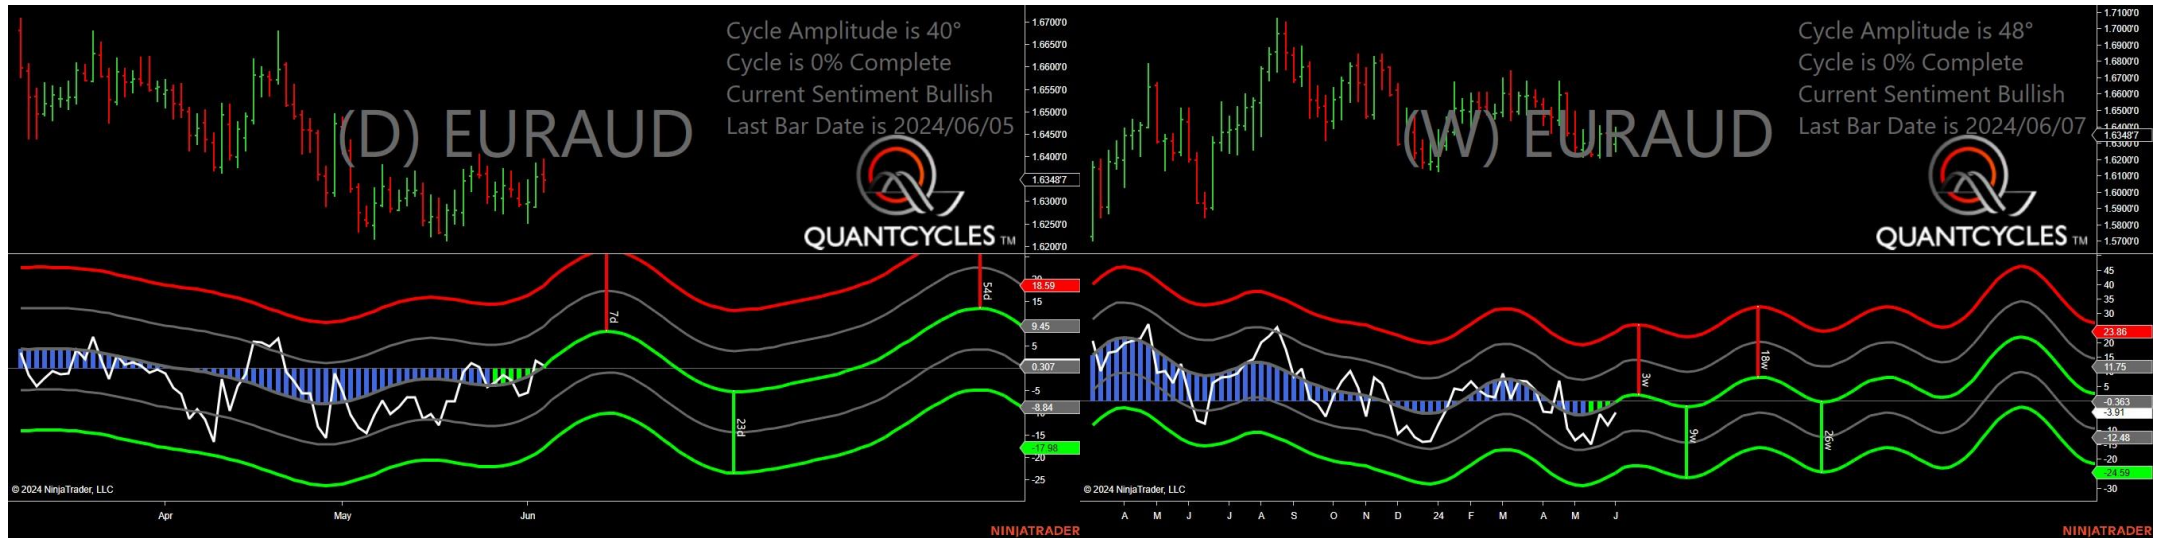 Cycle Amplitude is 40°
Cycle is 0% Complete
Current Sentiment Bullish
Last Bar Date is 2024/06/05
(D) EURAUD
QUANTCYCLES TM
1.6700'0
1.6650'0
1.6600'0
1.6550'0
1.6500'0
1.6450'0
1.6400'0
1.6348'7
1.6300'0
1.6250'0
1.6200'0
7d
23d
54d
18.59
15
9.45
5
0.307
-5
-8.84
-15
-17.98
-20
-25
© 2024 NinjaTrader, LLC
Apr May Jun
NINJATRADER
Cycle Amplitude is 48°
Cycle is 0% Complete
Current Sentiment Bullish
Last Bar Date is 2024/06/07
(W) EURAUD
QUANTCYCLES TM
1.7100'0
1.7000'0
1.6900'0
1.6800'0
1.6700'0
1.6600'0
1.6500'0
1.6348'7
1.6200'0
1.6100'0
1.6000'0
1.5900'0
1.5800'0
1.5700'0
3w
9w
18w
26w
45
40
35
30
23.86
20
15
11.75
5
-0.363
-3.91
-12.48
-20
-24.59
-30
© 2024 NinjaTrader, LLC
A M J J A S O N D 24 F M A M J
NINJATRADER